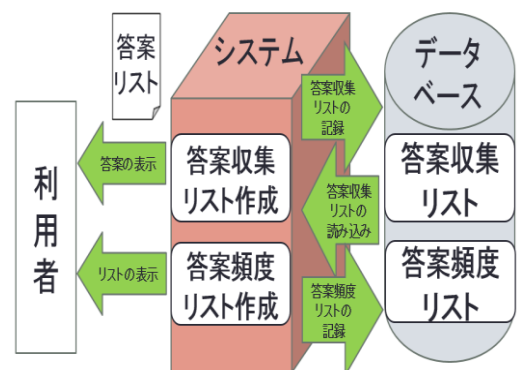 答案
リスト
システム
データ
ベース
答案収集
リストの
記録
利
用
者
答案の表示
答案収集
リスト作成
答案収集
リストの
読み込み
答案収集
リスト
リストの表示
答案頻度
リスト作成
答案頻度
リストの
記録
答案頻度
リスト